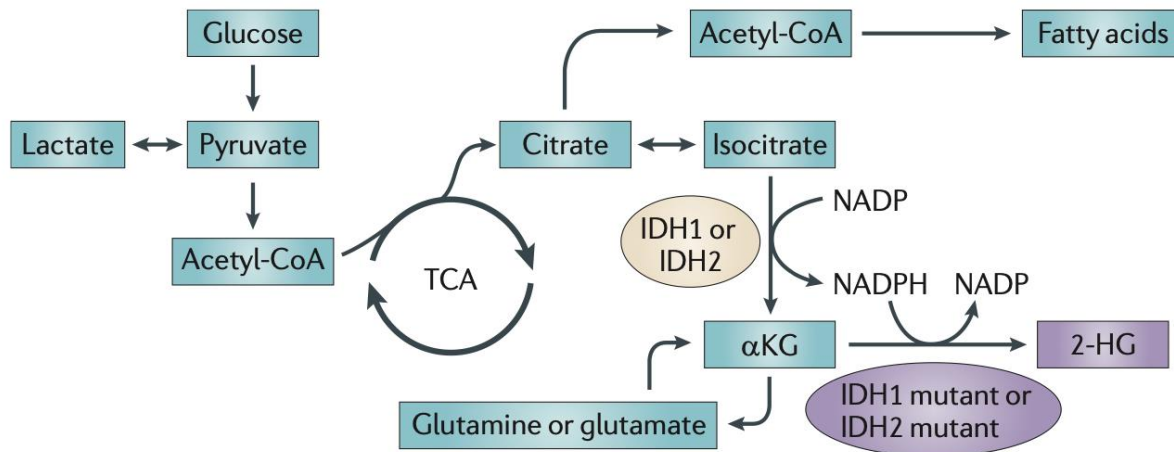 Glucose
Acetyl-CoA
Fatty acids
Lactate
Pyruvate
Citrate
Isocitrate
Acetyl-CoA
TCA
IDH1 or
IDH2
NADP
NADPH
NADP
αKG
2-HG
Glutamine or glutamate
IDH1 mutant or
IDH2 mutant